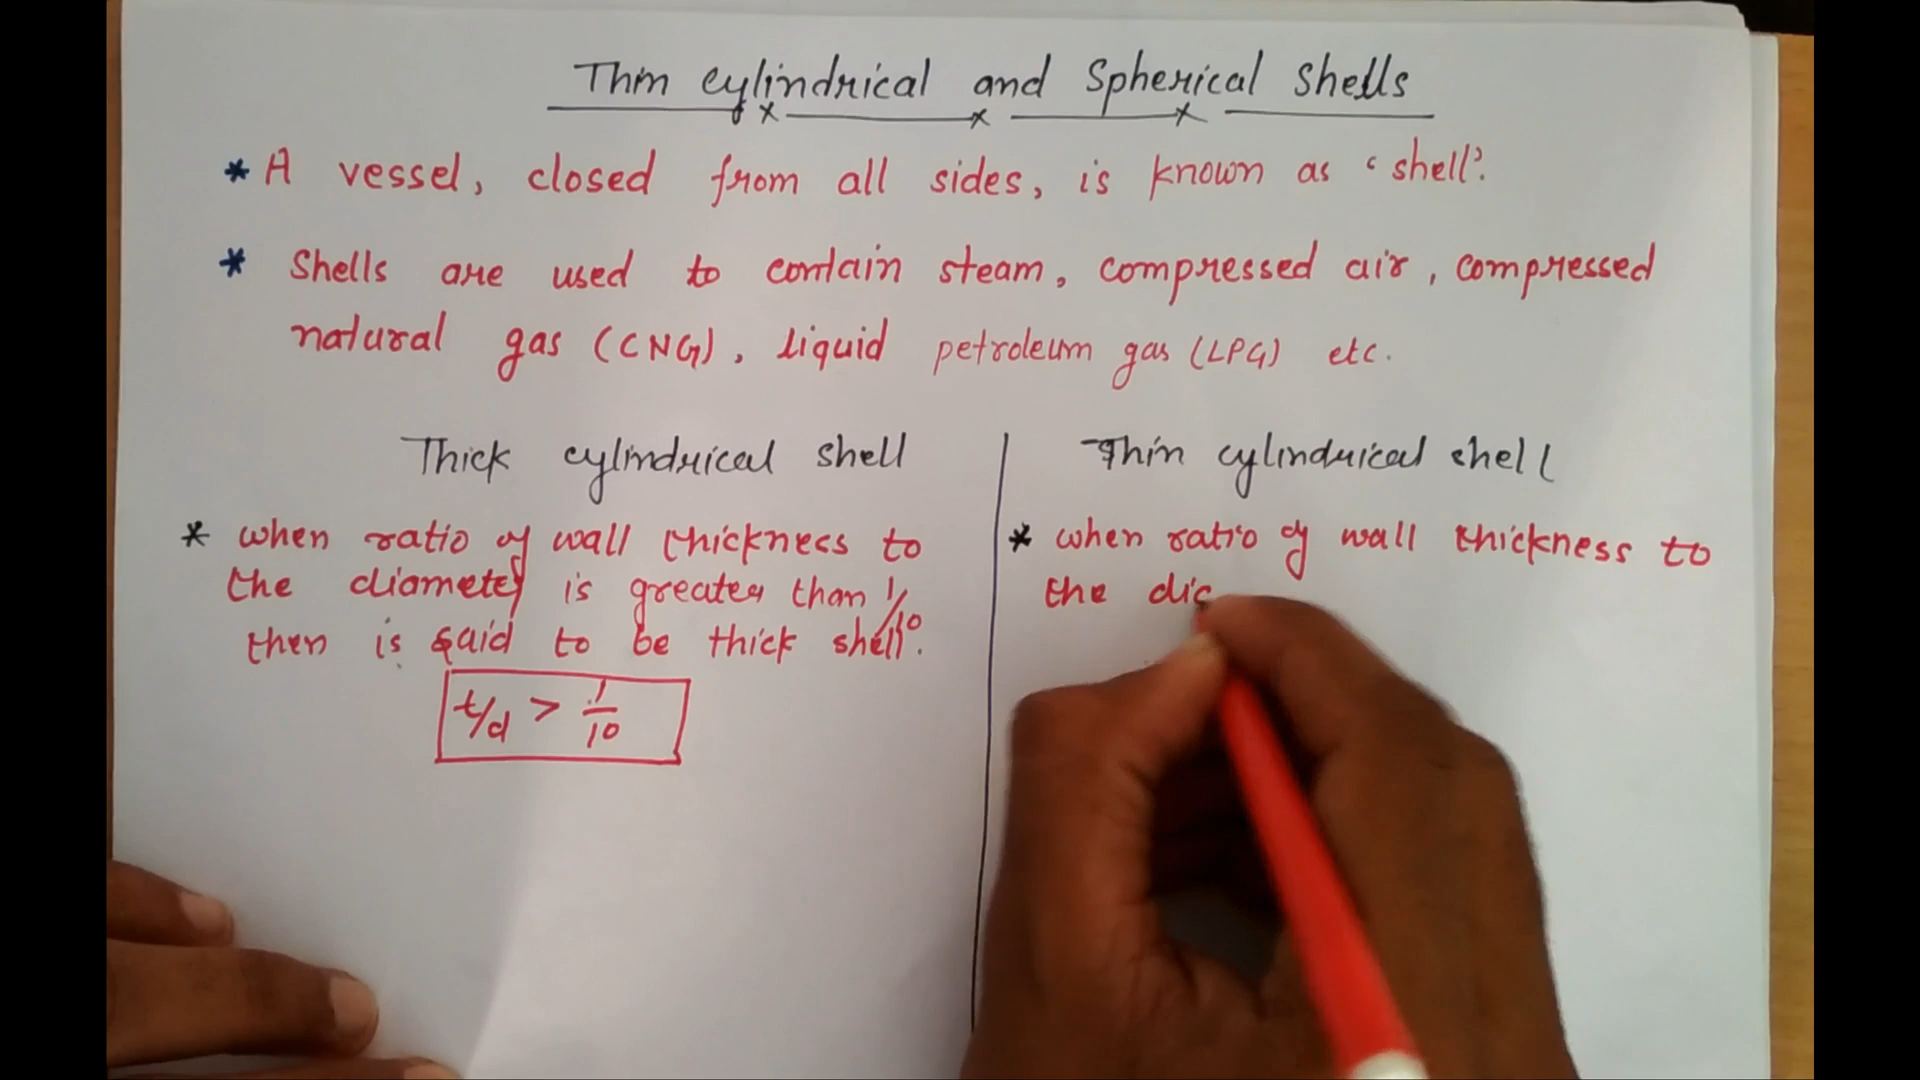 Thin cylindrical and Spherical Shells
* A vessel, closed from all sides, is known as 'shell'.
* Shells are used to contain steam, compressed air, compressed
natural gas (CNG), liquid petroleum gas (LPG) etc.
Thick cylindrical shell
* when ratio of wall thickness to
the diameter is greater than 1/10
then is said to be thick shell.
t/d > 1/10
Thin cylindrical shell
* when ratio of wall thickness to
the dia